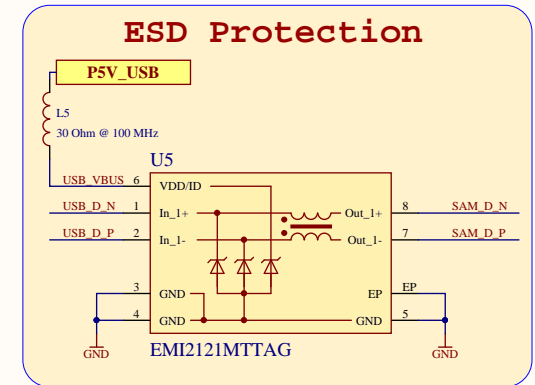 ESD Protection
P5V_USB
L5
30 Ohm @ 100 MHz
U5
USB_VBUS 6 VDD/ID
USB_D_N 1 In_1+ Out_1+ 8 SAM_D_N
USB_D_P 2 In_1- Out_1- 7 SAM_D_P
3 GND EP EP
4 GND GND 5
GND EMI2121MTTAG GND